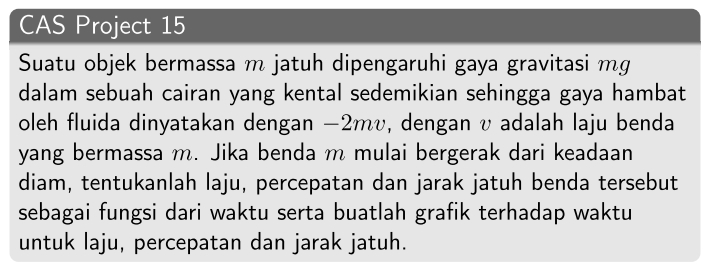 CAS Project 15
Suatu objek bermassa m jatuh dipengaruhi gaya gravitasi mg
dalam sebuah cairan yang kental sedemikian sehingga gaya hambat
oleh fluida dinyatakan dengan −2mv, dengan v adalah laju benda
yang bermassa m. Jika benda m mulai bergerak dari keadaan
diam, tentukanlah laju, percepatan dan jarak jatuh benda tersebut
sebagai fungsi dari waktu serta buatlah grafik terhadap waktu
untuk laju, percepatan dan jarak jatuh.